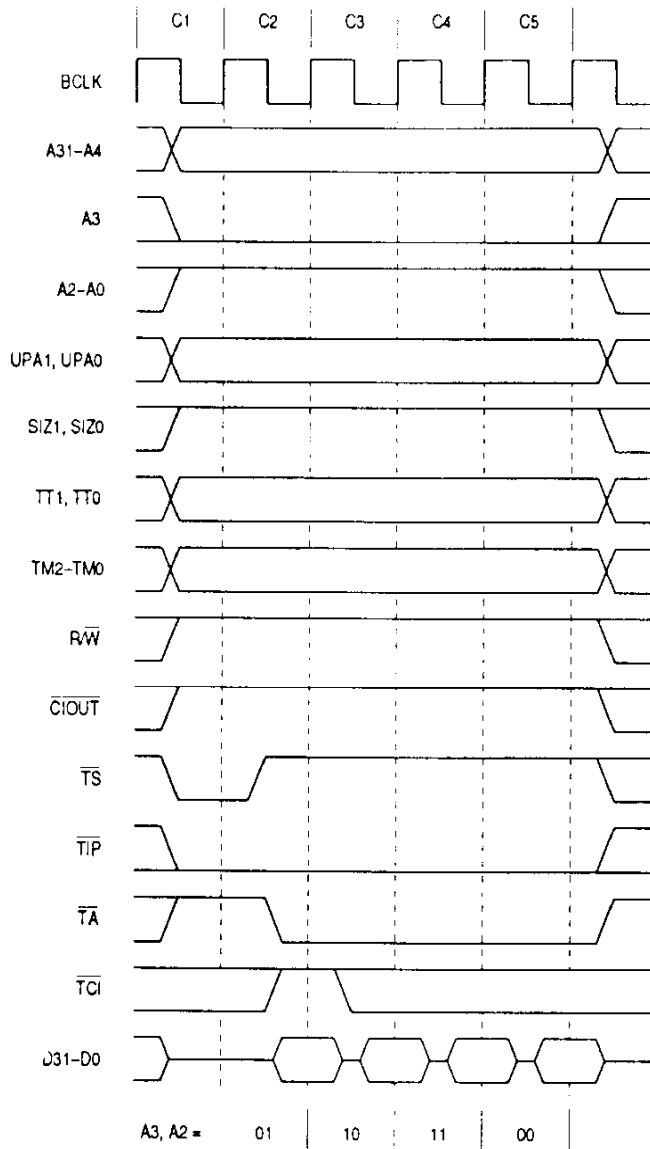 C1 C2 C3 C4 C5
BCLK
A31–A4
A3
A2–A0
UPA1, UPA0
SIZ1, SIZ0
TT1, TT0
TM2–TM0
R/W
CIOUT
TS
TIP
TA
TCI
D31–D0
A3, A2 = 01 10 11 00